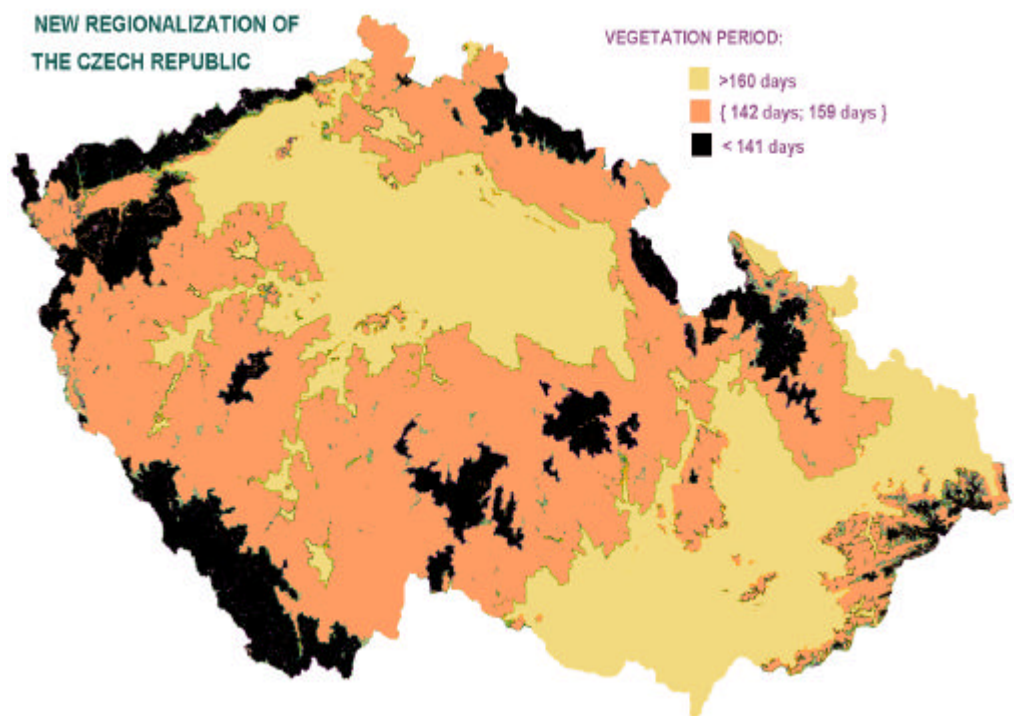 NEW REGIONALIZATION OF
THE CZECH REPUBLIC
VEGETATION PERIOD:
>160 days
{ 142 days; 159 days }
< 141 days